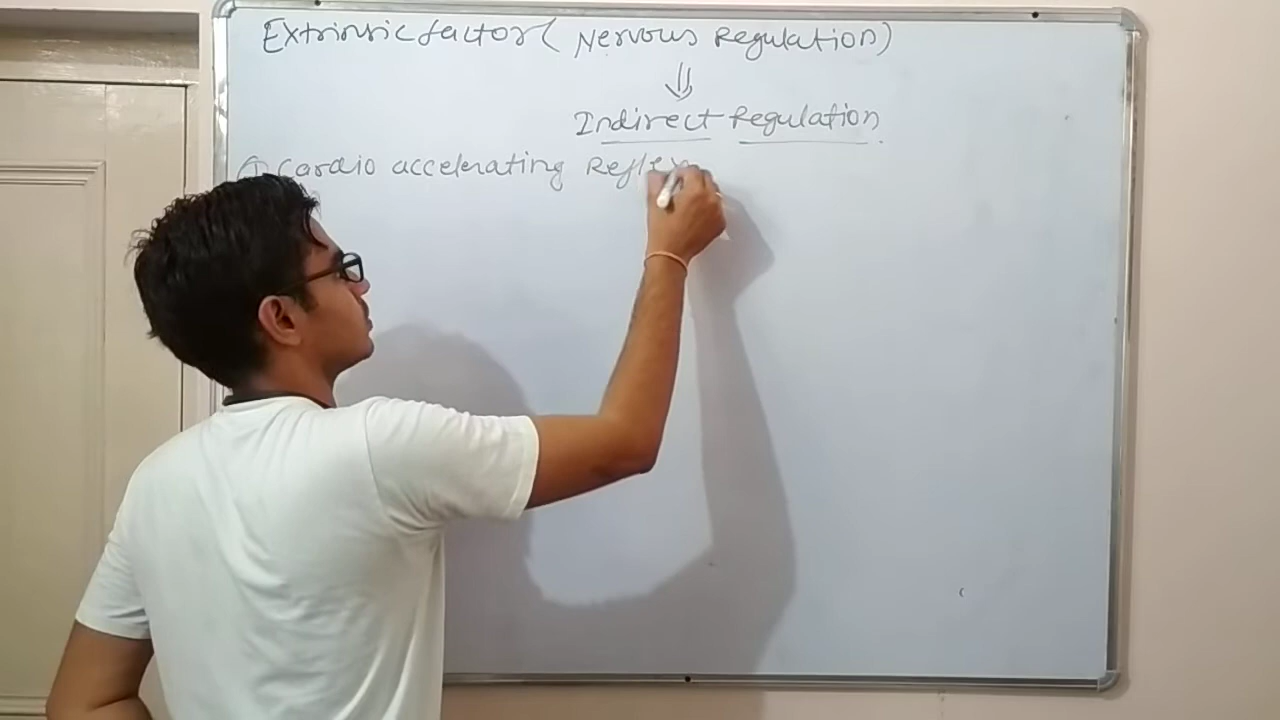 Extrinsic factor ( Nervous Regulation)
⇓
Indirect Regulation.
① Cardio accelerating Reflex